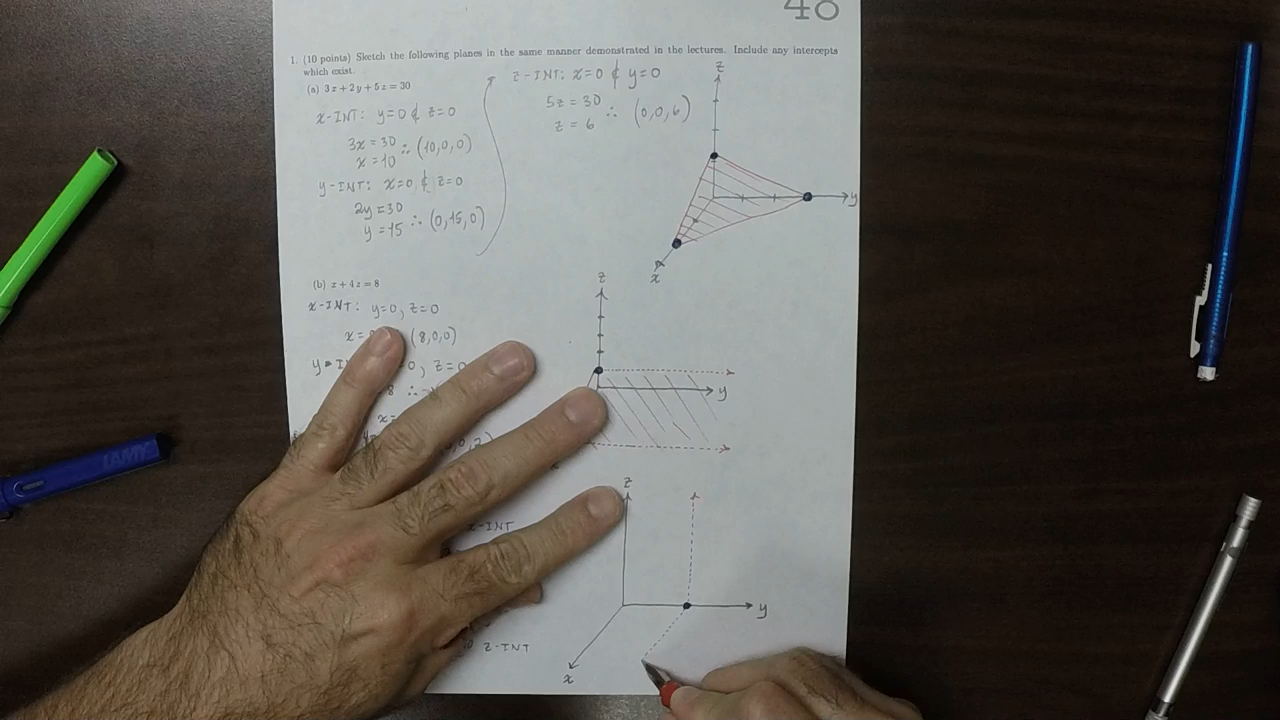 48
1. (10 points) Sketch the following planes in the same manner demonstrated in the lectures. Include any intercepts
which exist.
(a) 3x + 2y + 5z = 30
x-INT: y=0 & z=0
3x = 30
x = 10 ∴ (10,0,0)
y-INT: x=0 & z=0
2y = 30
y = 15 ∴ (0,15,0)
z-INT: x=0 & y=0
5z = 30
z = 6 ∴ (0,0,6)
z
y
x
(b) x + 4z = 8
x-INT: y=0, z=0
x= (8,0,0)
z
y
z
y
x
x-INT
z-INT
LAMY